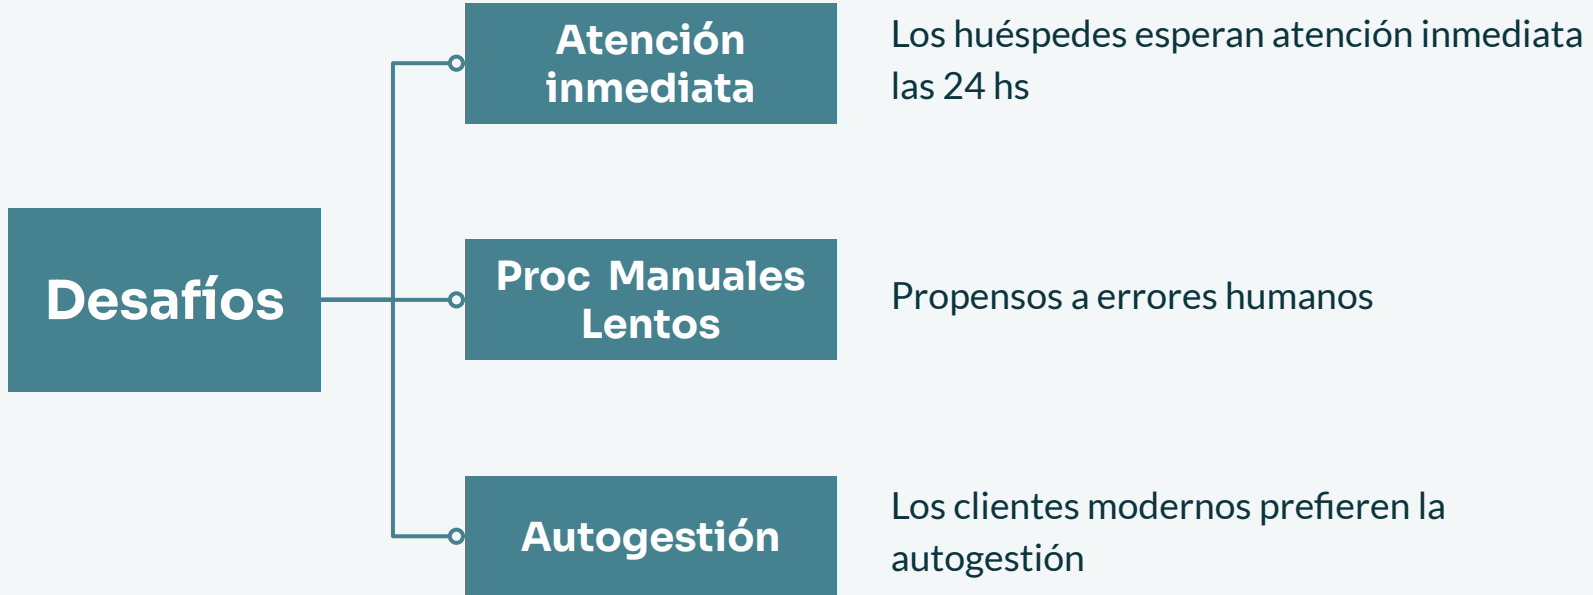 Desafíos
Atención
inmediata
Los huéspedes esperan atención inmediata
las 24 hs
Proc Manuales
Lentos
Propensos a errores humanos
Autogestión
Los clientes modernos prefieren la
autogestión